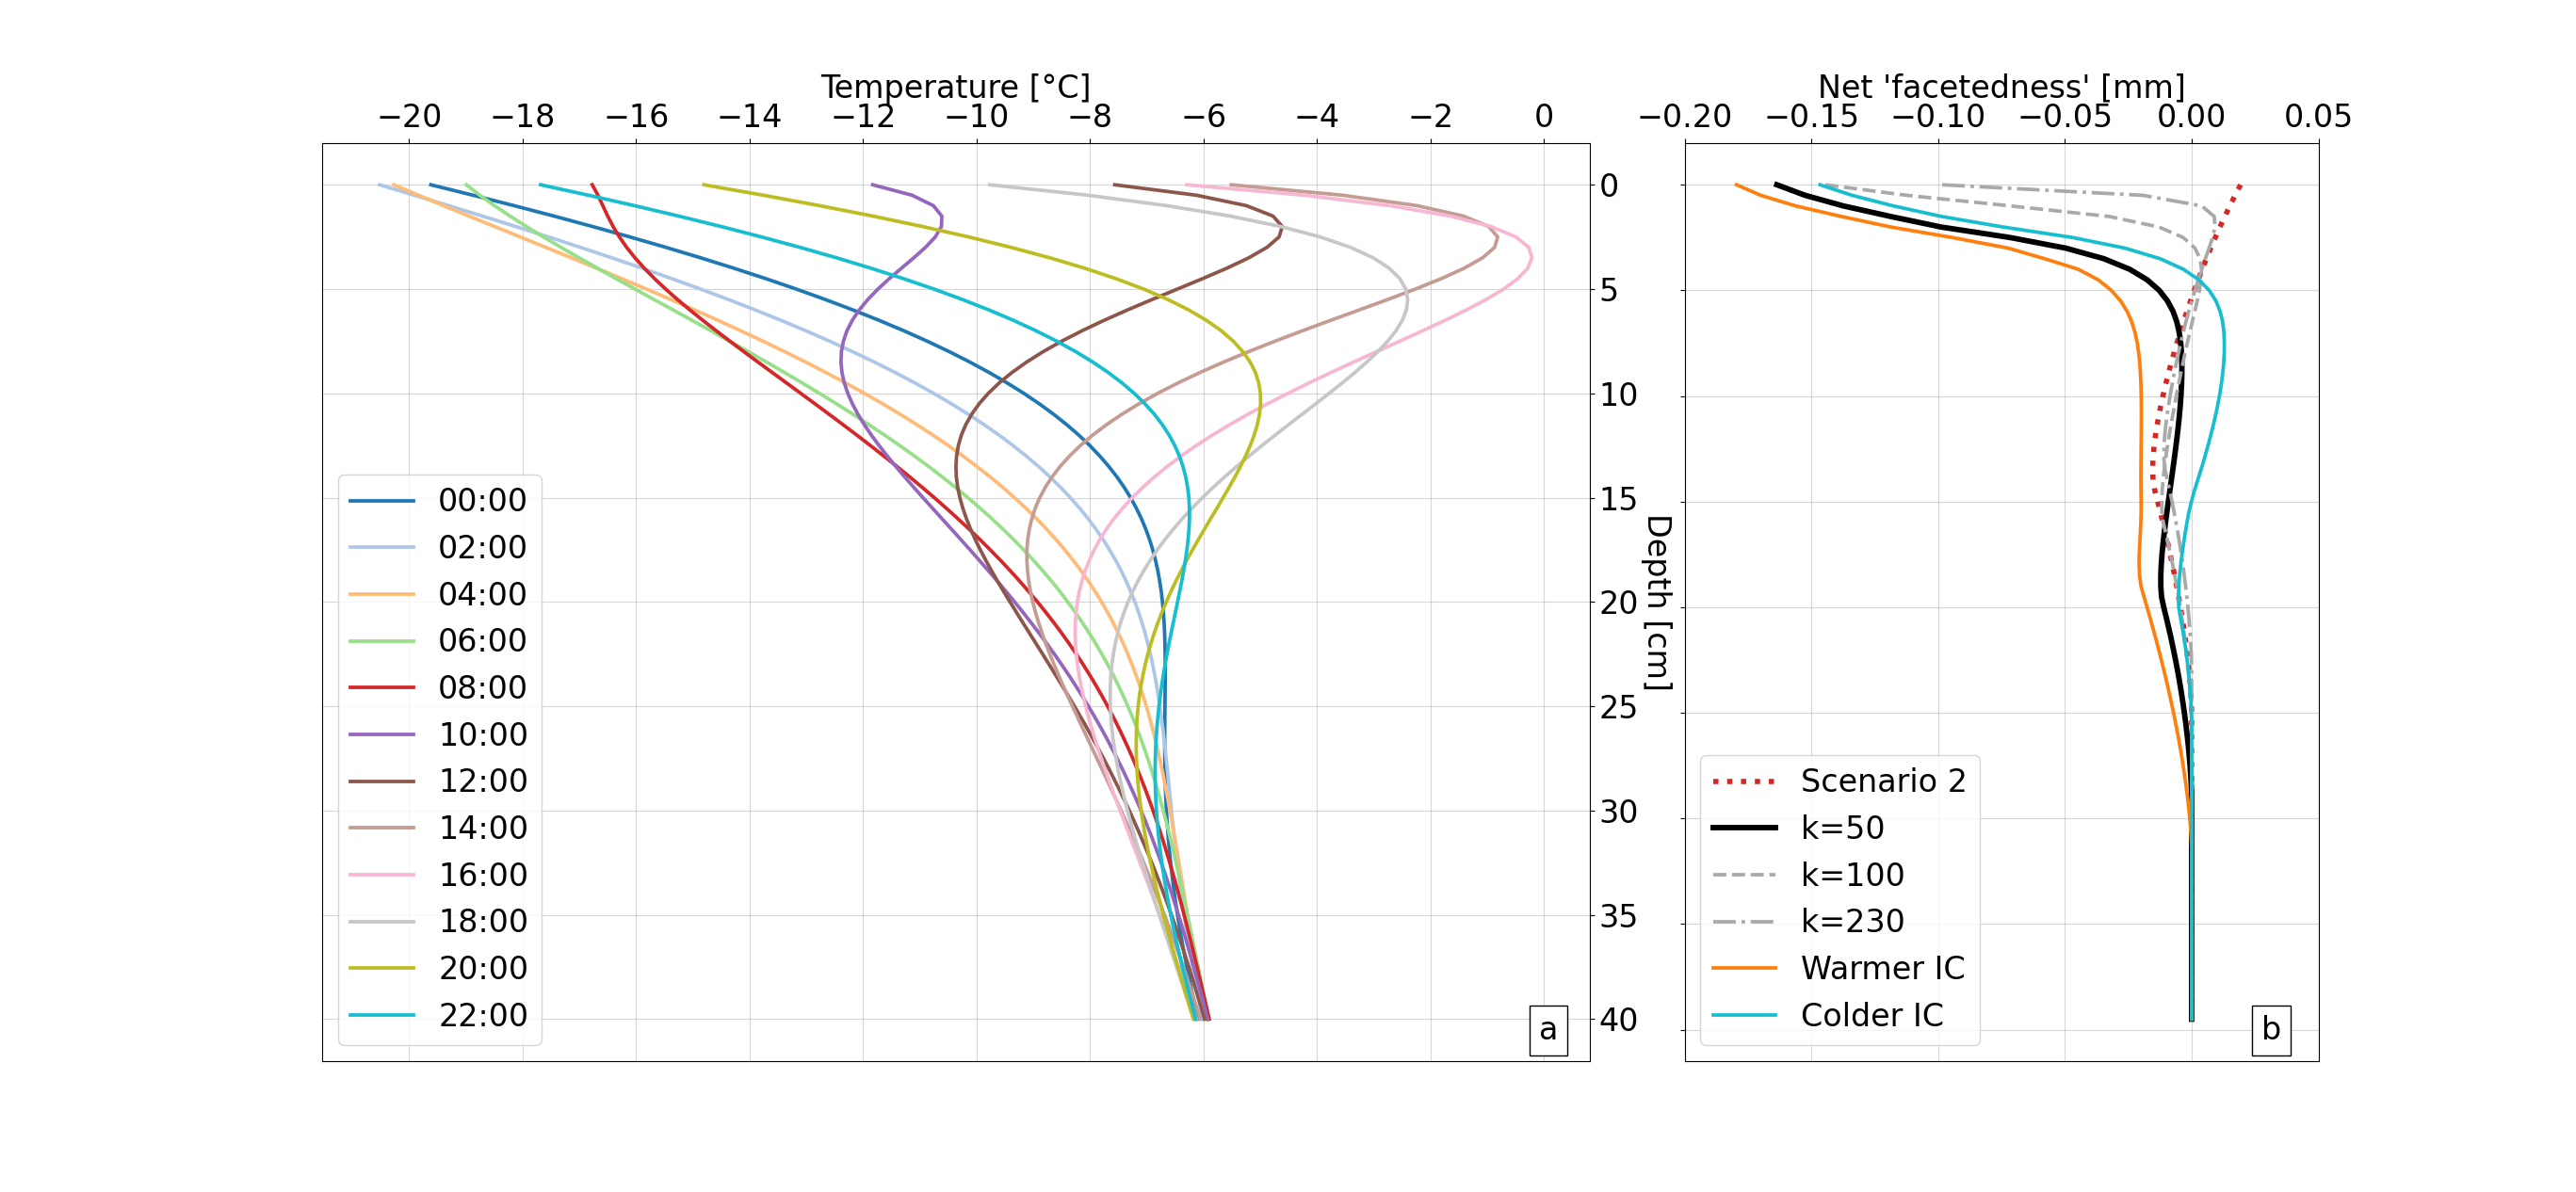 Temperature [°C]
−20 −18 −16 −14 −12 −10 −8 −6 −4 −2 0
0
5
10
15
20
25
30
35
40
Depth [cm]
00:00
02:00
04:00
06:00
08:00
10:00
12:00
14:00
16:00
18:00
20:00
22:00
a
Net 'facetedness' [mm]
−0.20 −0.15 −0.10 −0.05 0.00 0.05
Scenario 2
k=50
k=100
k=230
Warmer IC
Colder IC
b